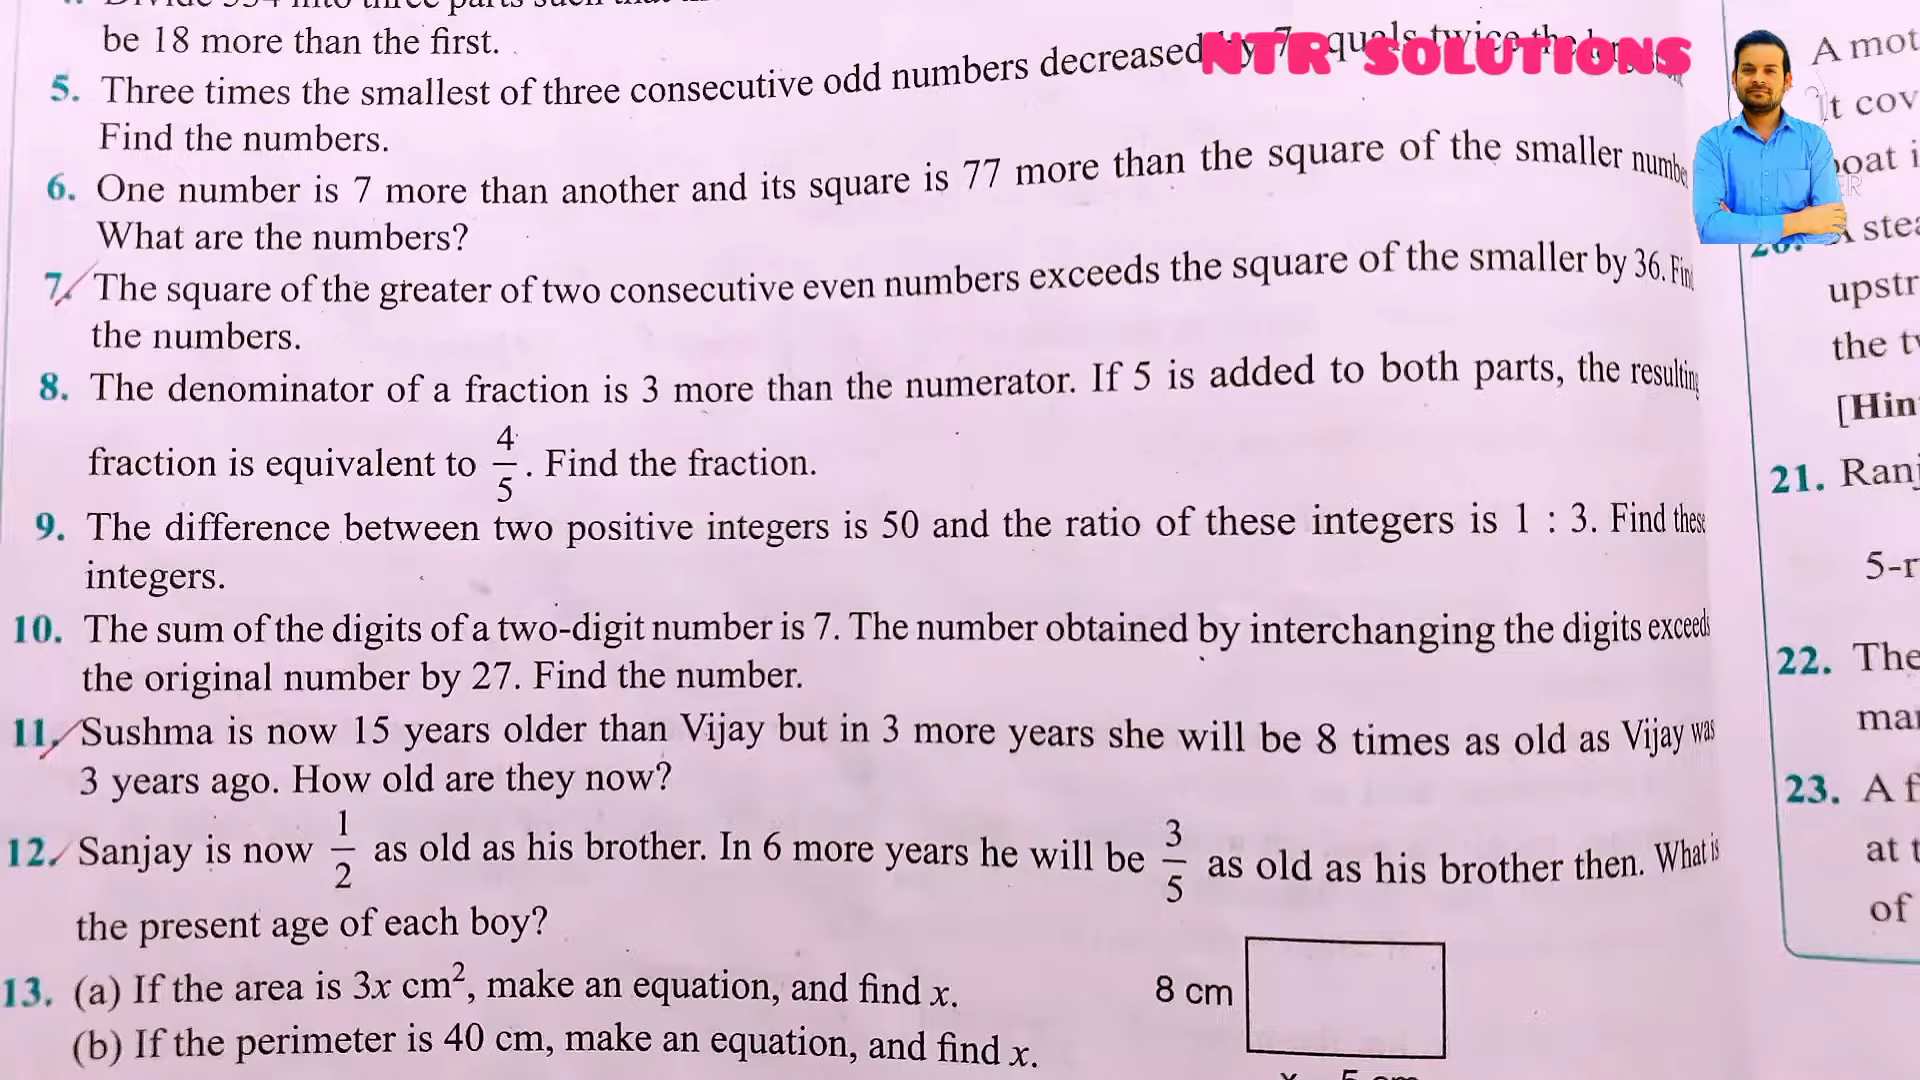 be 18 more than the first.
5. Three times the smallest of three consecutive odd numbers decreased by 7, equals twice the
Find the numbers.
6. One number is 7 more than another and its square is 77 more than the square of the smaller number
What are the numbers?
7. The square of the greater of two consecutive even numbers exceeds the square of the smaller by 36. Find
the numbers.
8. The denominator of a fraction is 3 more than the numerator. If 5 is added to both parts, the resulting
fraction is equivalent to 4/5. Find the fraction.
9. The difference between two positive integers is 50 and the ratio of these integers is 1 : 3. Find these
integers.
10. The sum of the digits of a two-digit number is 7. The number obtained by interchanging the digits exceeds
the original number by 27. Find the number.
11. Sushma is now 15 years older than Vijay but in 3 more years she will be 8 times as old as Vijay was
3 years ago. How old are they now?
12. Sanjay is now 1/2 as old as his brother. In 6 more years he will be 3/5 as old as his brother then. What is
the present age of each boy?
13. (a) If the area is 3x cm², make an equation, and find x.
(b) If the perimeter is 40 cm, make an equation, and find x.
8 cm
NTR SOLUTIONS
A mot
It cov
boat i
A stea
upstr
the tw
[Hin
21. Ranj
5-r
22. The
mar
23. A f
at t
of